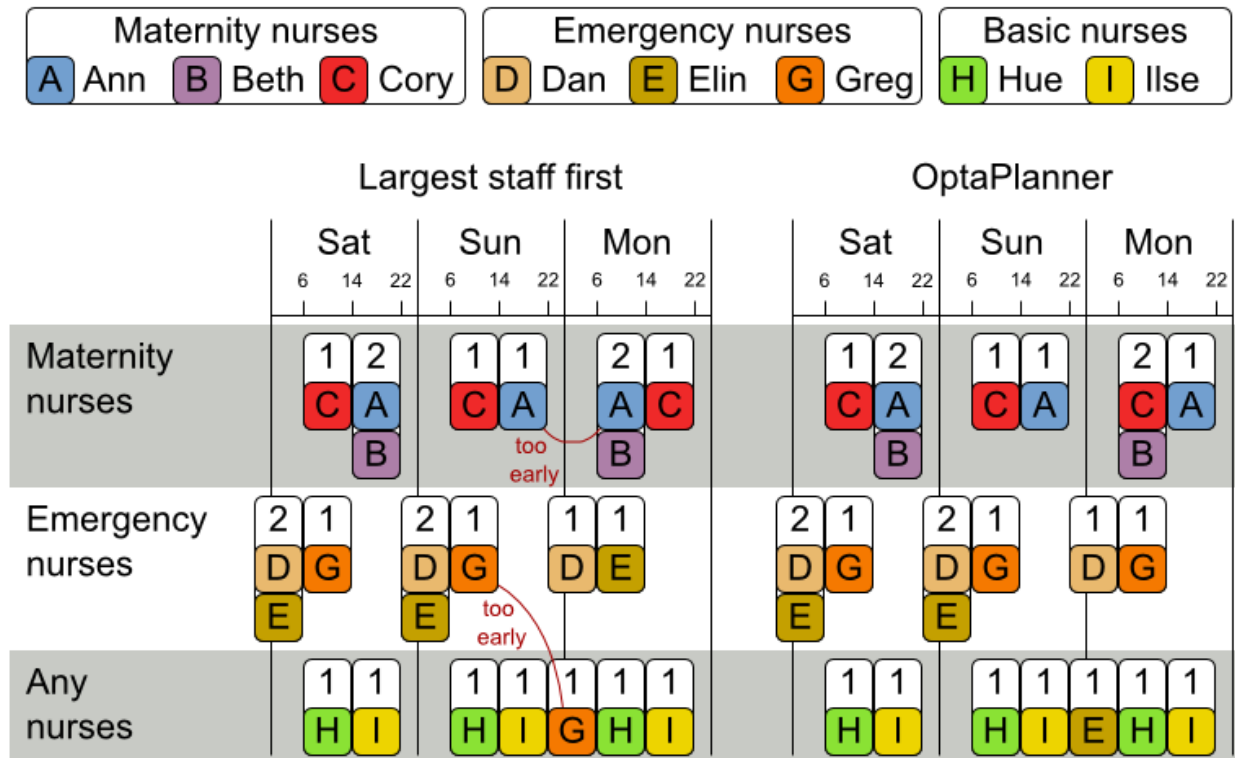 Maternity nurses Emergency nurses Basic nurses
A Ann B Beth C Cory D Dan E Elin G Greg H Hue I Ilse
Largest staff first OptaPlanner
Sat Sun Mon Sat Sun Mon
6 14 22 6 14 22 6 14 22 6 14 22 6 14 22 6 14 22
Maternity 1 2 1 1 2 1 1 2 1 1 2 1
nurses C A C A A C C A C A C A
too
B B B B
early
Emergency 2 1 2 1 1 1 2 1 2 1 1 1
nurses D G D G D E D G D G D G
E E too E E
early
Any 1 1 1 1 1 1 1 1 1 1 1 1 1 1
nurses H I H I G H I H I H I E H I